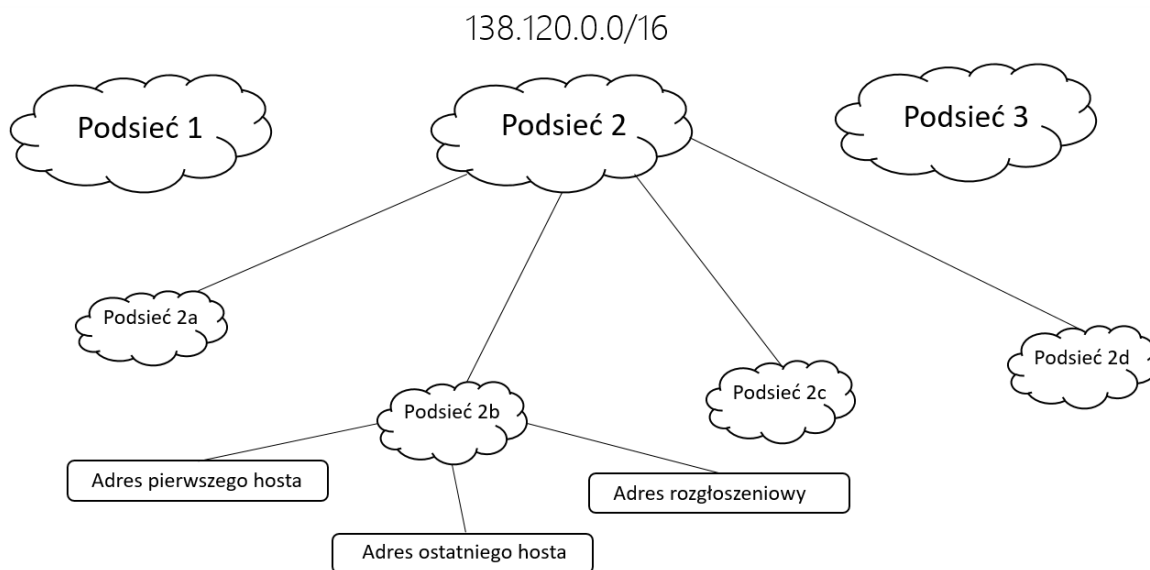 138.120.0.0/16
Podsieć 1
Podsieć 2
Podsieć 3
Podsieć 2a
Podsieć 2b
Podsieć 2c
Podsieć 2d
Adres pierwszego hosta
Adres ostatniego hosta
Adres rozgłoszeniowy